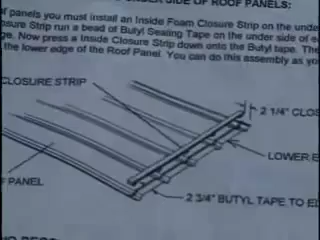 UNDER SIDE OF ROOF PANELS:
panels you must install an Inside Foam Closure Strip on the unde
osure Strip run a bead of Butyl Sealing Tape on the under side of e
ge. Now press a Inside Closure Strip down onto the Butyl tape. The
the lower edge of the Roof Panel. You can do this assembly as yo
CLOSURE STRIP
2 1/4" CLOS
LOWER E
F PANEL
2 3/4" BUTYL TAPE TO ED